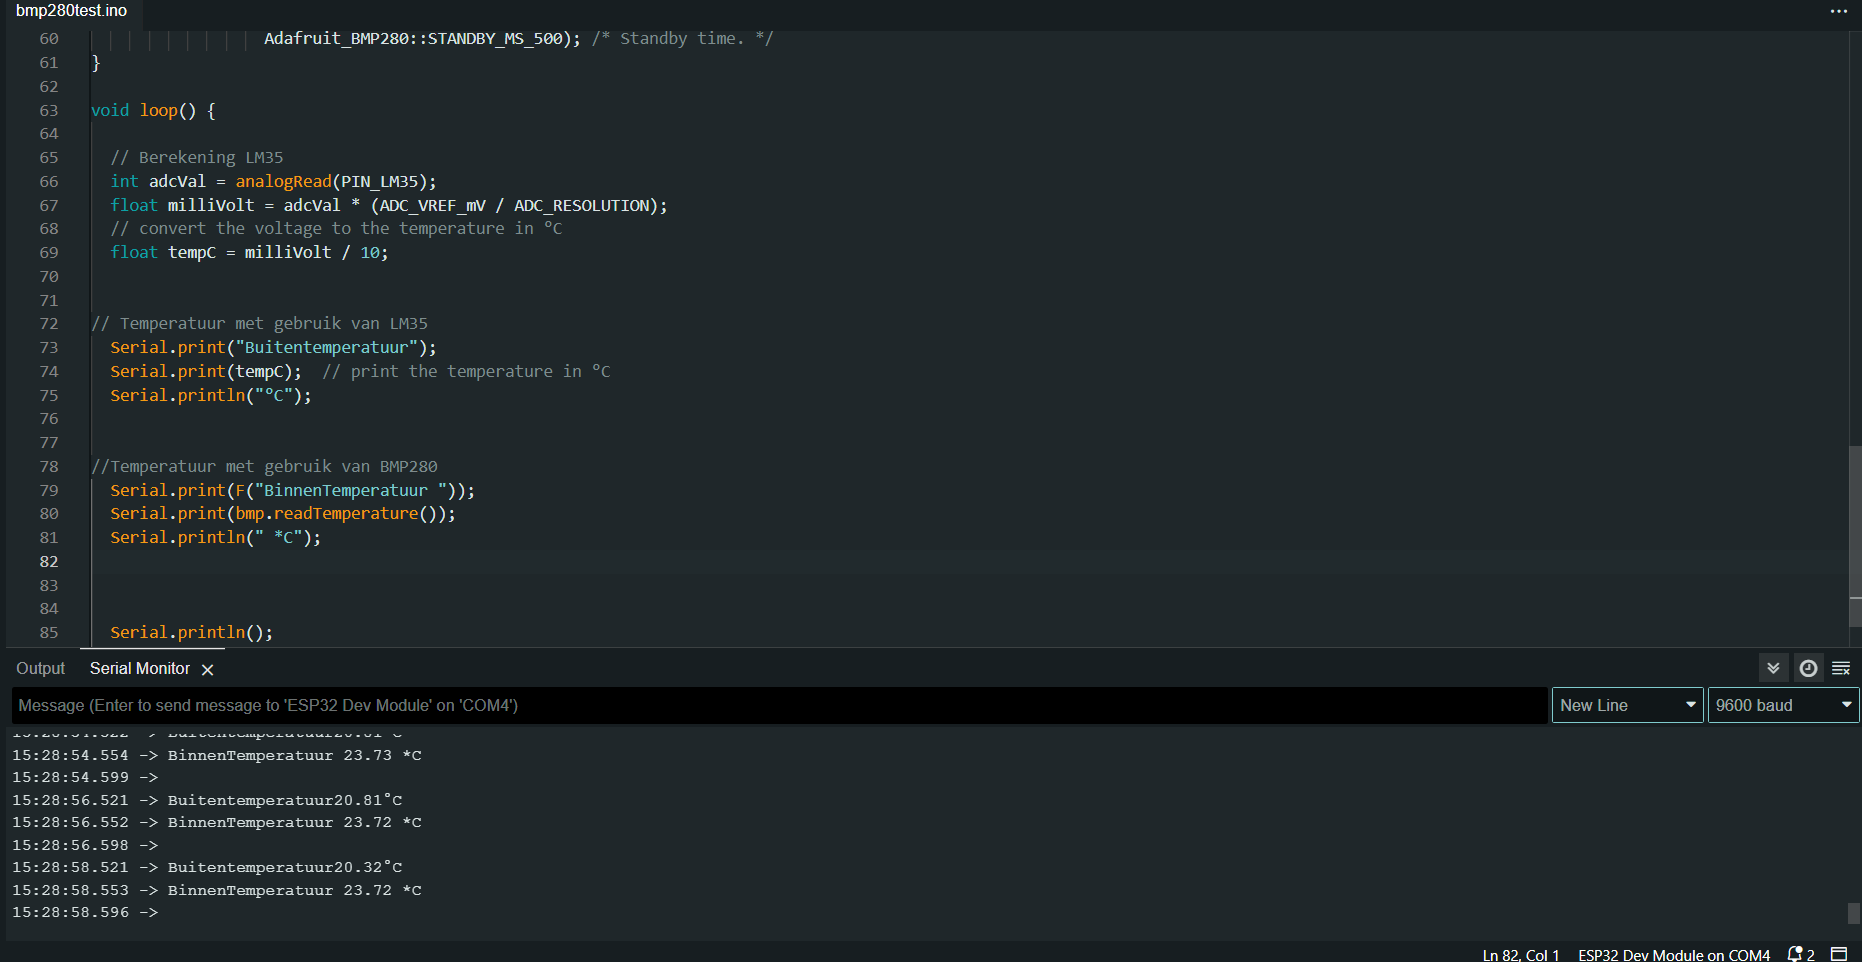 bmp280test.ino
60 Adafruit_BMP280::STANDBY_MS_500); /* Standby time. */
61 }
62
63 void loop() {
64
65 // Berekening LM35
66 int adcVal = analogRead(PIN_LM35);
67 float milliVolt = adcVal * (ADC_VREF_mV / ADC_RESOLUTION);
68 // convert the voltage to the temperature in °C
69 float tempC = milliVolt / 10;
70
71
72 // Temperatuur met gebruik van LM35
73 Serial.print("Buitentemperatuur");
74 Serial.print(tempC); // print the temperature in °C
75 Serial.println("°C");
76
77
78 //Temperatuur met gebruik van BMP280
79 Serial.print(F("BinnenTemperatuur "));
80 Serial.print(bmp.readTemperature());
81 Serial.println(" *C");
82
83
84
85 Serial.println();
Output Serial Monitor
Message (Enter to send message to 'ESP32 Dev Module' on 'COM4') New Line 9600 baud
15:28:54.522 -> Buitentemperatuur20.81°C
15:28:54.554 -> BinnenTemperatuur 23.73 *C
15:28:54.599 ->
15:28:56.521 -> Buitentemperatuur20.81°C
15:28:56.552 -> BinnenTemperatuur 23.72 *C
15:28:56.598 ->
15:28:58.521 -> Buitentemperatuur20.32°C
15:28:58.553 -> BinnenTemperatuur 23.72 *C
15:28:58.596 ->
Ln 82, Col 1 ESP32 Dev Module on COM4 2